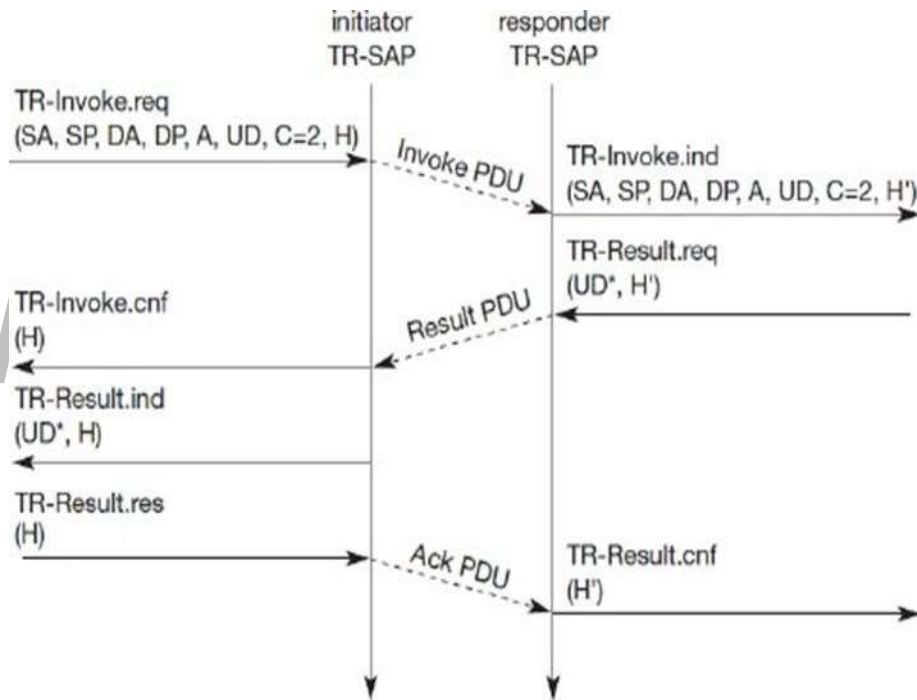 initiator
TR-SAP
responder
TR-SAP
TR-Invoke.req
(SA, SP, DA, DP, A, UD, C=2, H)
Invoke PDU
TR-Invoke.ind
(SA, SP, DA, DP, A, UD, C=2, H')
TR-Result.req
(UD*, H')
Result PDU
TR-Invoke.cnf
(H)
TR-Result.ind
(UD*, H)
TR-Result.res
(H)
Ack PDU
TR-Result.cnf
(H')